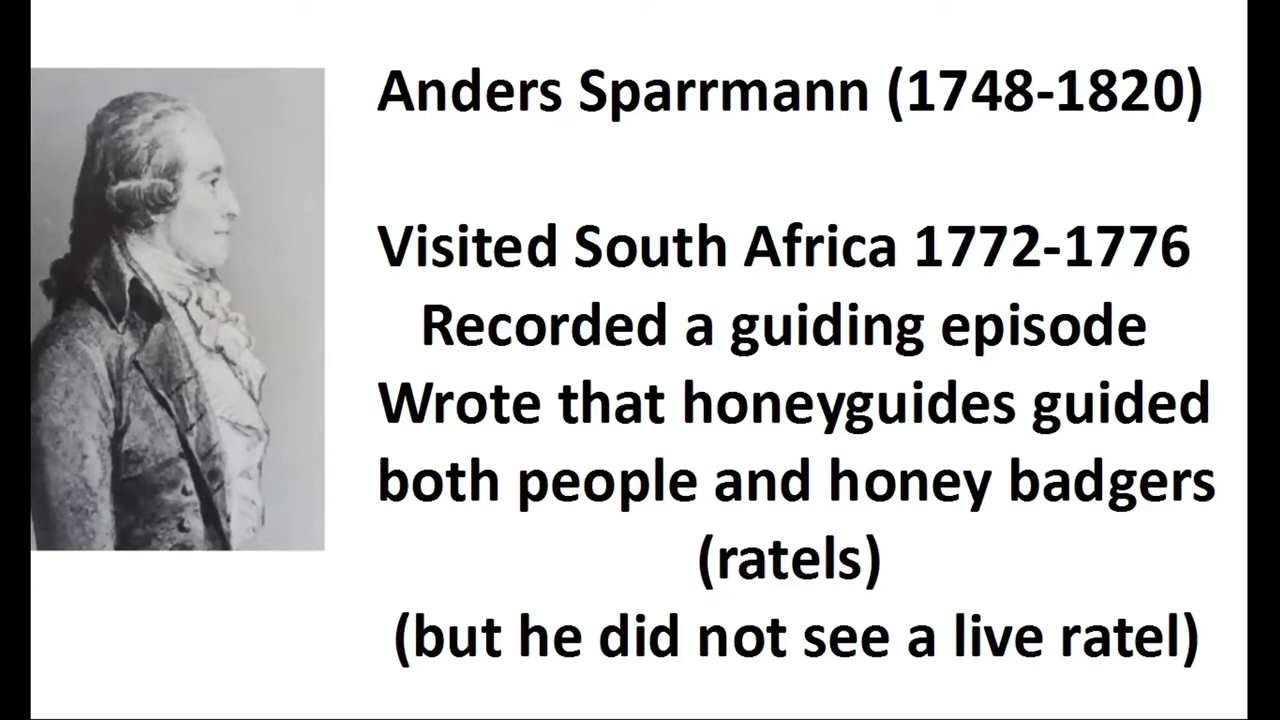 Anders Sparrmann (1748-1820)
Visited South Africa 1772-1776
Recorded a guiding episode
Wrote that honeyguides guided
both people and honey badgers
(ratels)
(but he did not see a live ratel)